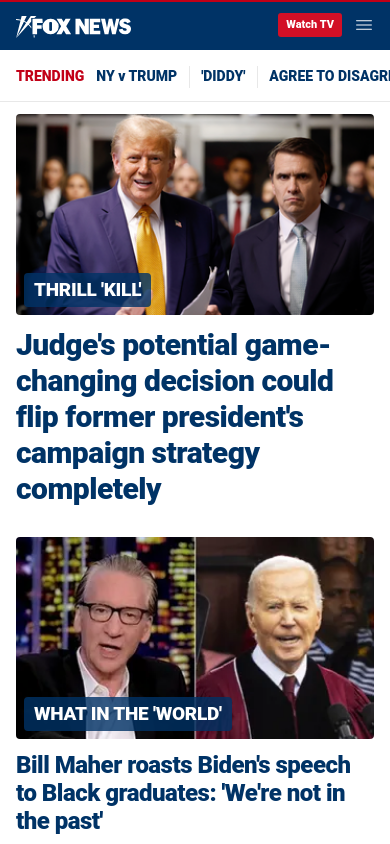 FOX NEWS
Watch TV
TRENDING NY v TRUMP 'DIDDY' AGREE TO DISAGR
THRILL 'KILL'
Judge's potential game-
changing decision could
flip former president's
campaign strategy
completely
WHAT IN THE 'WORLD'
Bill Maher roasts Biden's speech
to Black graduates: 'We're not in
the past'